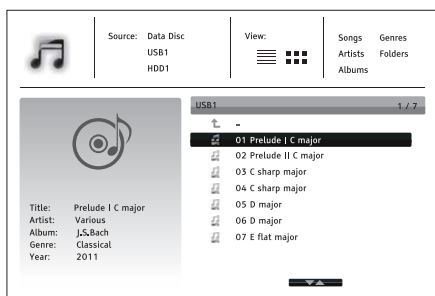 Source: Data Disc
USB1
HDD1
View:
Songs Genres
Artists Folders
Albums
USB1 1 / 7
-
01 Prelude I C major
02 Prelude II C major
03 C sharp major
04 C sharp major
05 D major
06 D major
07 E flat major
Title: Prelude I C major
Artist: Various
Album: J.S.Bach
Genre: Classical
Year: 2011